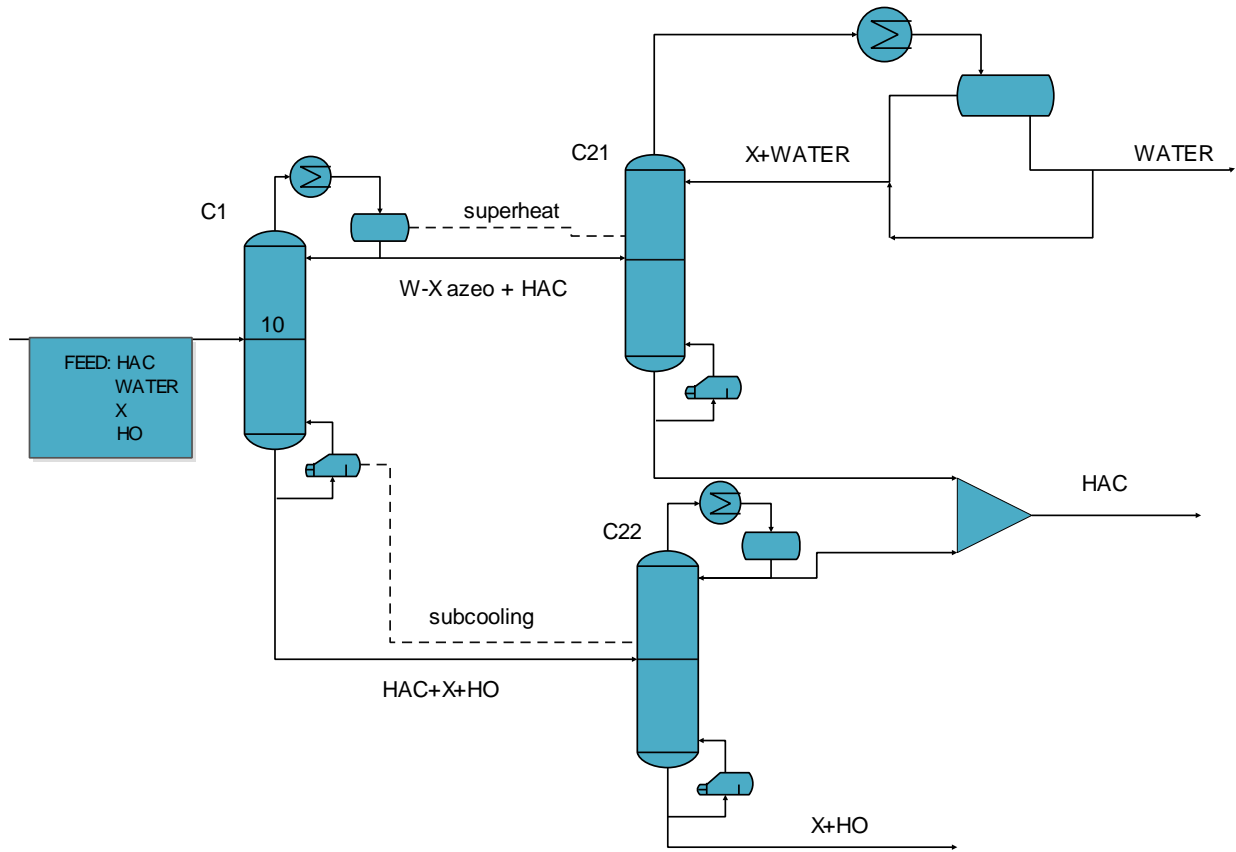 C21
X+WATER
WATER
C1
superheat
W-X azeo + HAC
10
FEED: HAC
WATER
X
HO
HAC
C22
subcooling
HAC+X+HO
X+HO